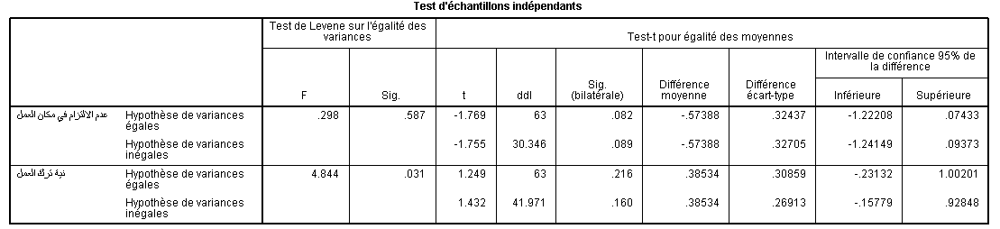 Test d'échantillons indépendants
Test de Levene sur l'égalité des variances
Test-t pour égalité des moyennes
F
Sig.
t
ddl
Sig. (bilatérale)
Différence moyenne
Différence écart-type
Intervalle de confiance 95% de la différence
Inférieure
Supérieure
عدم الالتزام في مكان العمل
Hypothèse de variances égales
.298
.587
-1.769
63
.082
-.57388
.32437
-1.22208
.07433
Hypothèse de variances inégales
-1.755
30.346
.089
-.57388
.32705
-1.24149
.09373
نية ترك العمل
Hypothèse de variances égales
4.844
.031
1.249
63
.216
.38534
.30859
-.23132
1.00201
Hypothèse de variances inégales
1.432
41.971
.160
.38534
.26913
-.15779
.92848